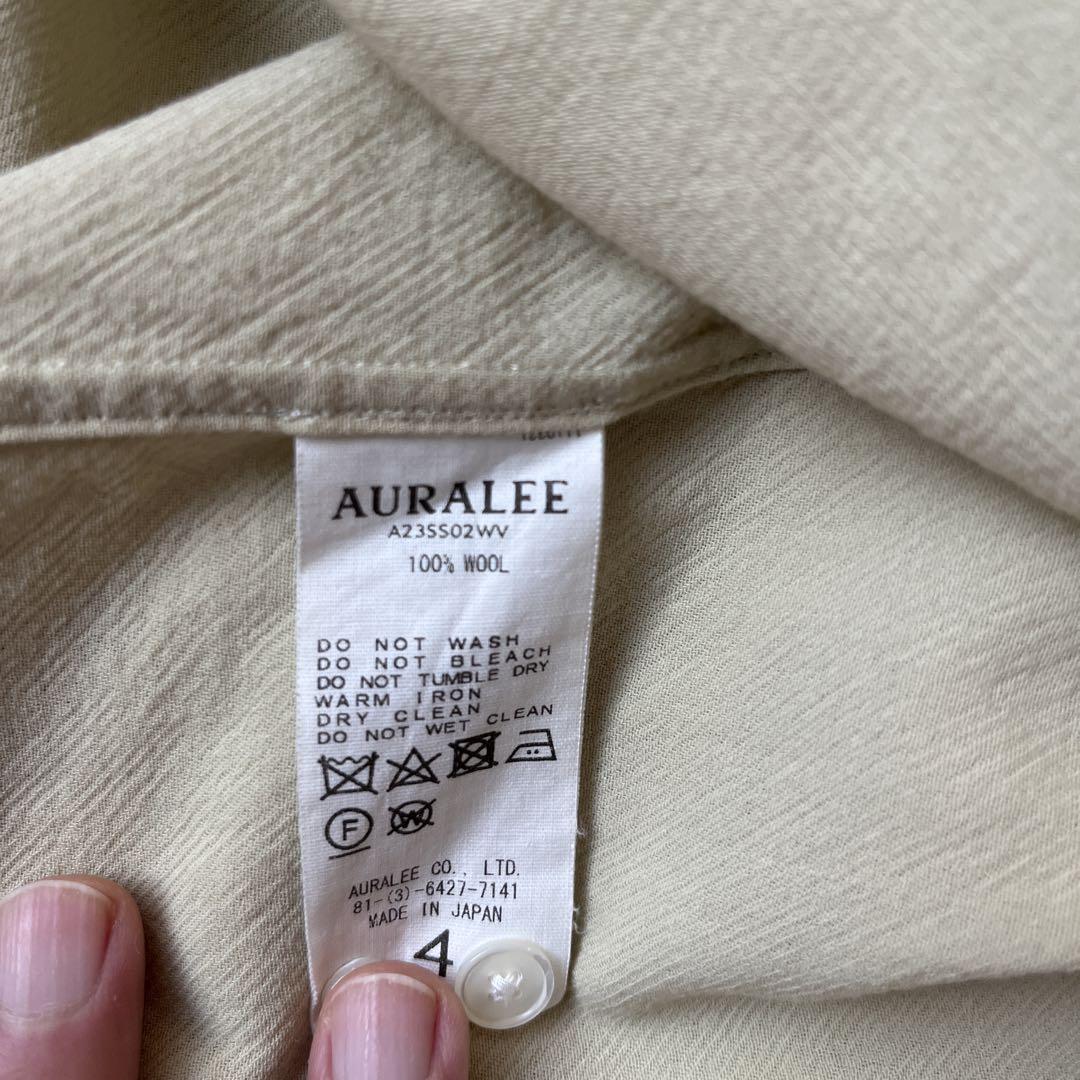 AURALEE
A23SS02WV
100% WOOL
DO NOT WASH
DO NOT BLEACH
DO NOT TUMBLE DRY
WARM IRON
DRY CLEAN
DO NOT WET CLEAN
F W
AURALEE CO., LTD.
81-(3)-6427-7141
MADE IN JAPAN
4